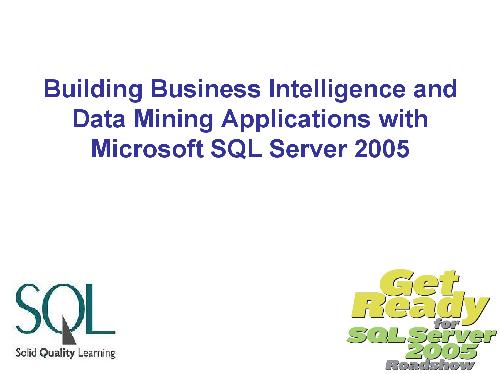 Building Business Intelligence and
Data Mining Applications with
Microsoft SQL Server 2005
SQL
Solid Quality Learning
Get
Ready
for
SQL Server
2005
Roadshow